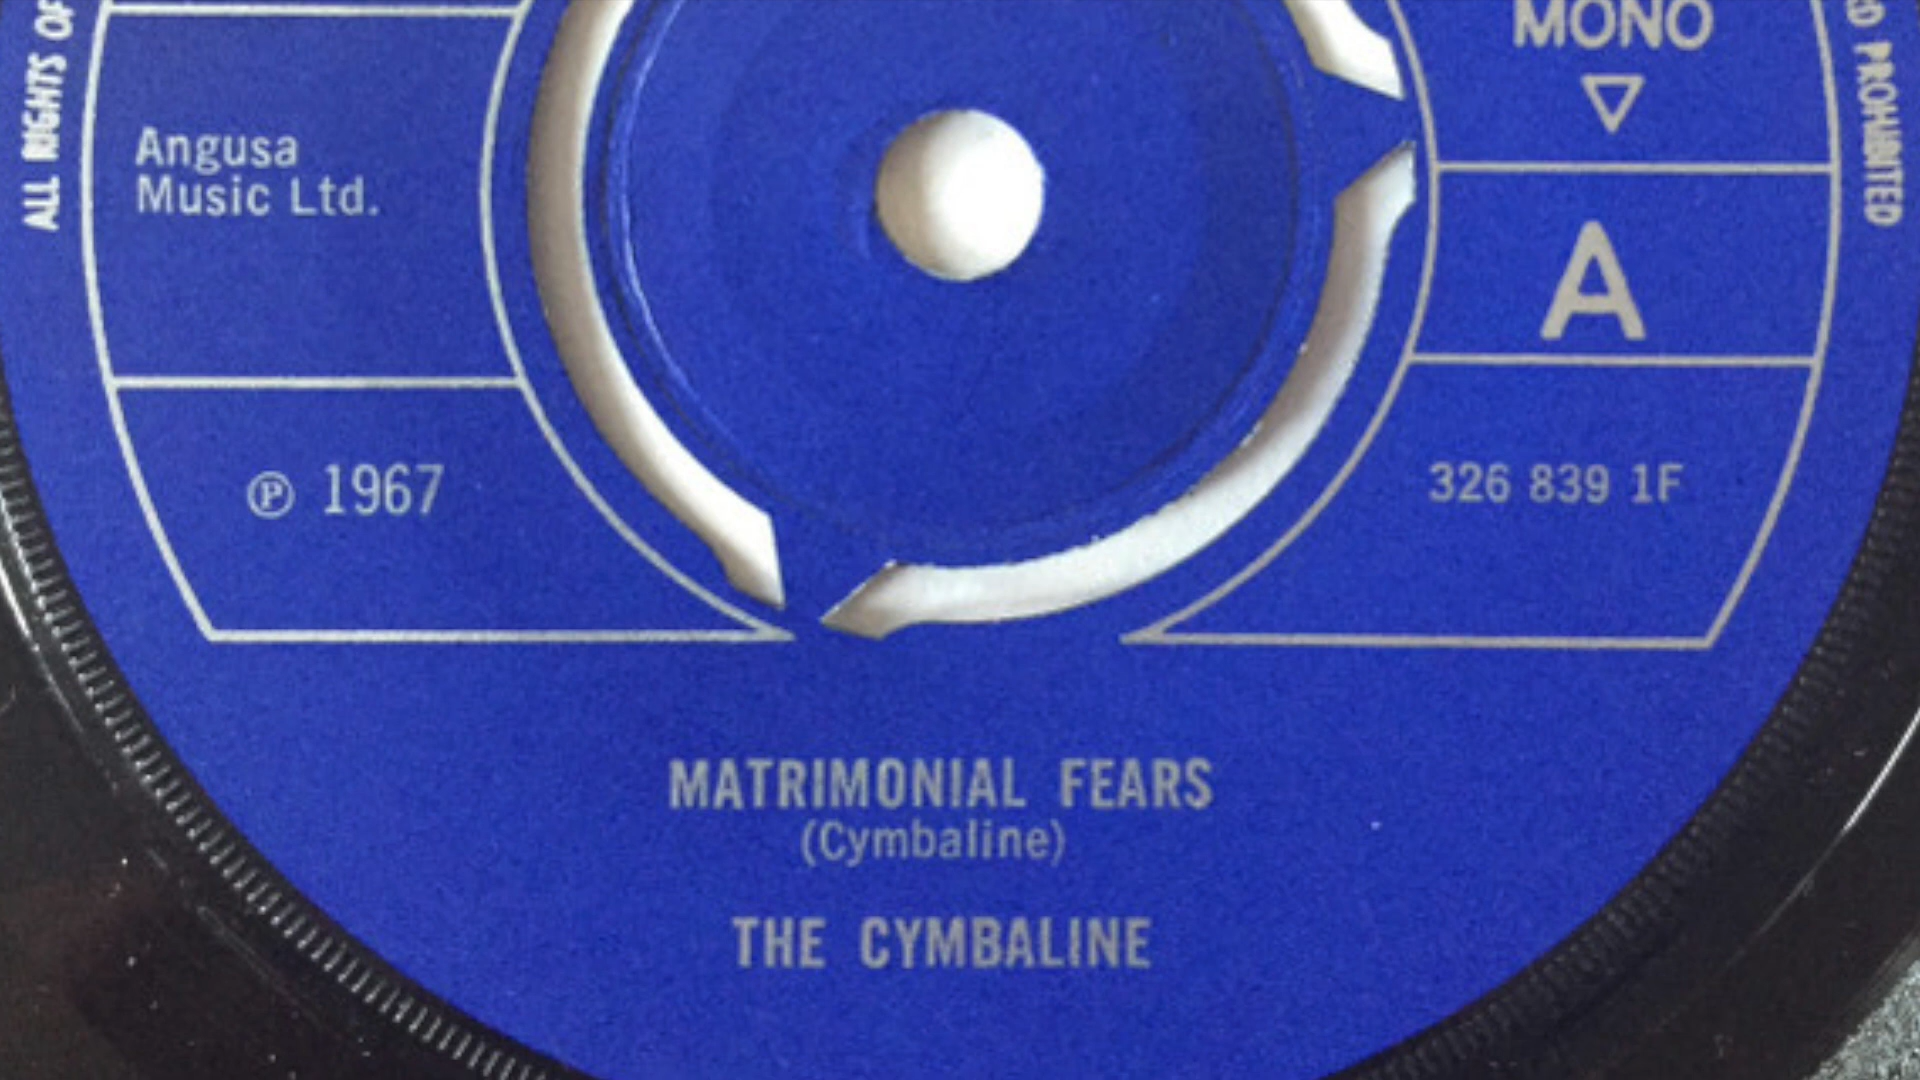 ALL RIGHTS OF
Angusa
Music Ltd.
℗ 1967
MONO
A
326 839 1F
PROHIBITED
MATRIMONIAL FEARS
(Cymbaline)
THE CYMBALINE